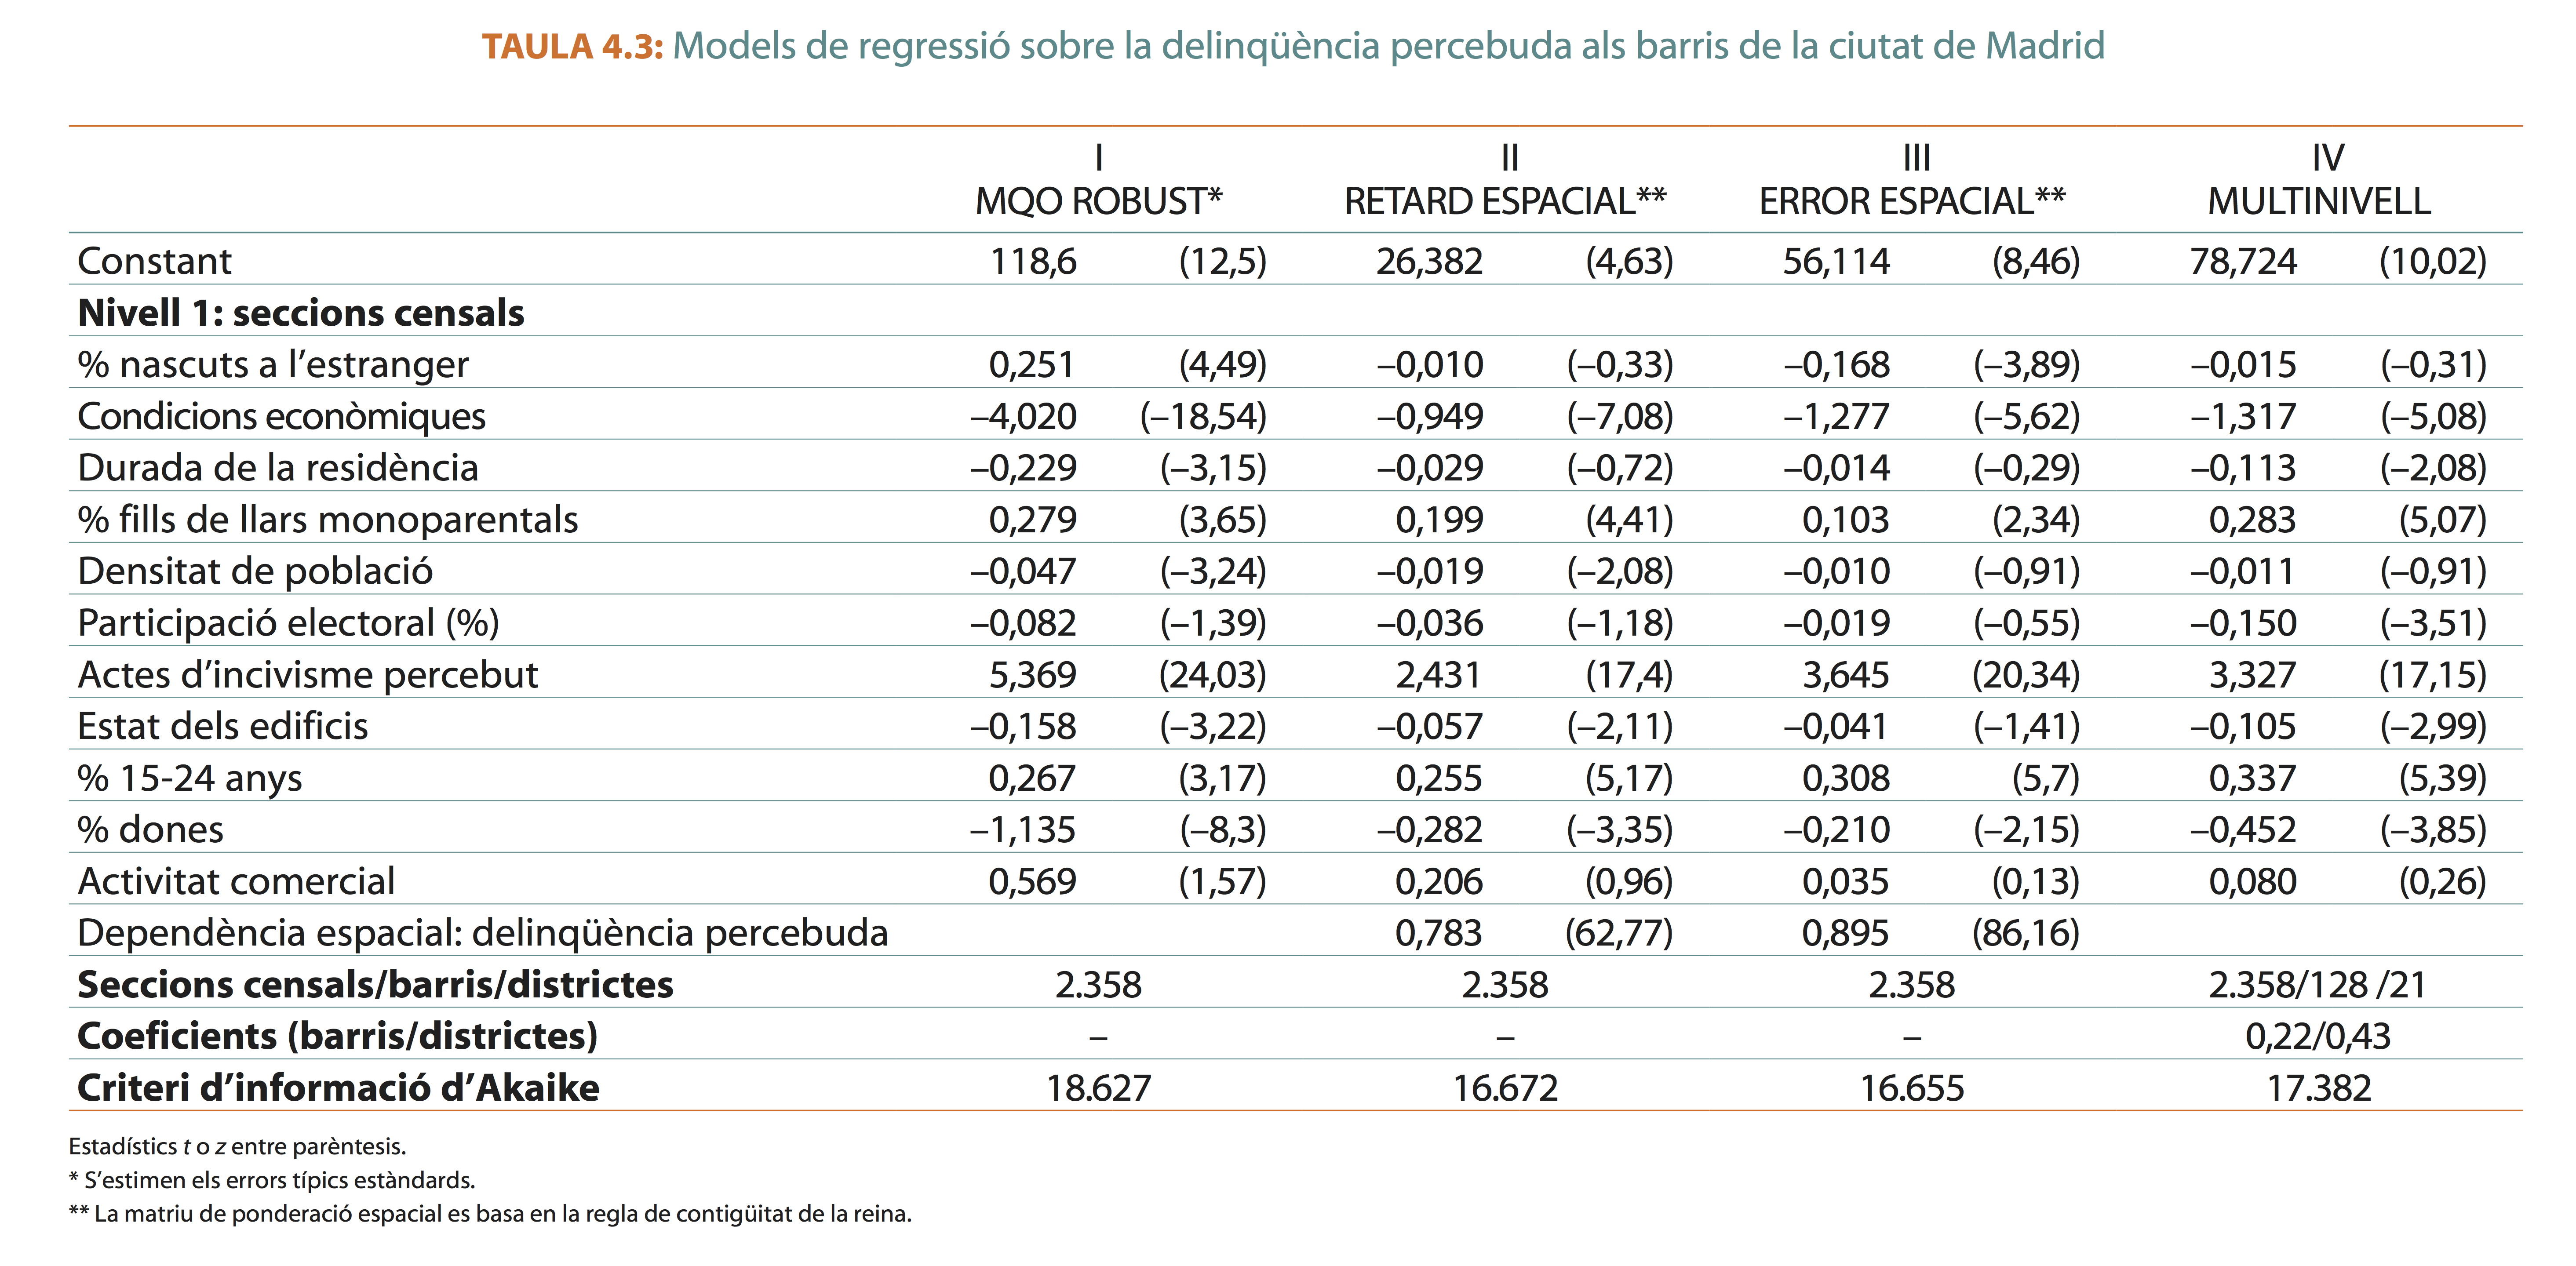 TAULA 4.3: Models de regressió sobre la delinqüència percebuda als barris de la ciutat de Madrid
I II III IV
MQO ROBUST* RETARD ESPACIAL** ERROR ESPACIAL** MULTINIVELL
Constant 118,6 (12,5) 26,382 (4,63) 56,114 (8,46) 78,724 (10,02)
Nivell 1: seccions censals
% nascuts a l’estranger 0,251 (4,49) –0,010 (–0,33) –0,168 (–3,89) –0,015 (–0,31)
Condicions econòmiques –4,020 (–18,54) –0,949 (–7,08) –1,277 (–5,62) –1,317 (–5,08)
Durada de la residència –0,229 (–3,15) –0,029 (–0,72) –0,014 (–0,29) –0,113 (–2,08)
% fills de llars monoparentals 0,279 (3,65) 0,199 (4,41) 0,103 (2,34) 0,283 (5,07)
Densitat de població –0,047 (–3,24) –0,019 (–2,08) –0,010 (–0,91) –0,011 (–0,91)
Participació electoral (%) –0,082 (–1,39) –0,036 (–1,18) –0,019 (–0,55) –0,150 (–3,51)
Actes d’incivisme percebut 5,369 (24,03) 2,431 (17,4) 3,645 (20,34) 3,327 (17,15)
Estat dels edificis –0,158 (–3,22) –0,057 (–2,11) –0,041 (–1,41) –0,105 (–2,99)
% 15-24 anys 0,267 (3,17) 0,255 (5,17) 0,308 (5,7) 0,337 (5,39)
% dones –1,135 (–8,3) –0,282 (–3,35) –0,210 (–2,15) –0,452 (–3,85)
Activitat comercial 0,569 (1,57) 0,206 (0,96) 0,035 (0,13) 0,080 (0,26)
Dependència espacial: delinqüència percebuda 0,783 (62,77) 0,895 (86,16)
Seccions censals/barris/districtes 2.358 2.358 2.358 2.358/128 /21
Coeficients (barris/districtes) – – – 0,22/0,43
Criteri d’informació d’Akaike 18.627 16.672 16.655 17.382
Estadístics t o z entre parèntesis.
* S’estimen els errors típics estàndards.
** La matriu de ponderació espacial es basa en la regla de contigüitat de la reina.